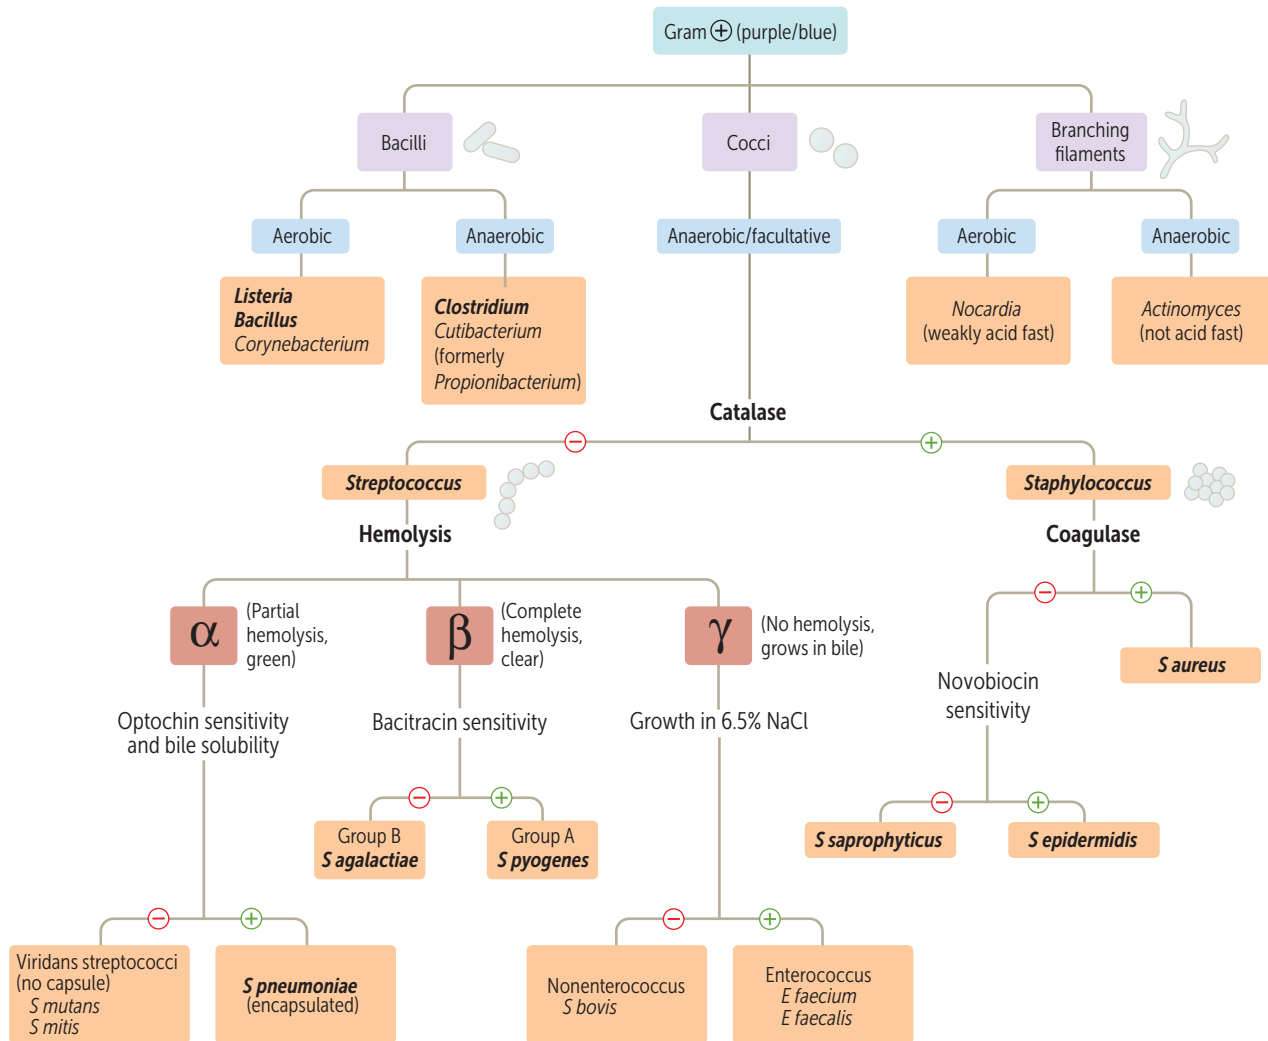 Gram ⊕ (purple/blue)
Bacilli
Cocci
Branching
filaments
Aerobic
Anaerobic
Anaerobic/facultative
Aerobic
Anaerobic
Listeria
Bacillus
Corynebacterium
Clostridium
Cutibacterium
(formerly
Propionibacterium)
Nocardia
(weakly acid fast)
Actinomyces
(not acid fast)
Catalase
−
+
Streptococcus
Staphylococcus
Hemolysis
Coagulase
−
+
α
(Partial
hemolysis,
green)
β
(Complete
hemolysis,
clear)
γ
(No hemolysis,
grows in bile)
S aureus
Novobiocin
sensitivity
Optochin sensitivity
and bile solubility
Bacitracin sensitivity
Growth in 6.5% NaCl
−
+
−
+
Group B
S agalactiae
Group A
S pyogenes
S saprophyticus
S epidermidis
−
+
−
+
Viridans streptococci
(no capsule)
S mutans
S mitis
S pneumoniae
(encapsulated)
Nonenterococcus
S bovis
Enterococcus
E faecium
E faecalis